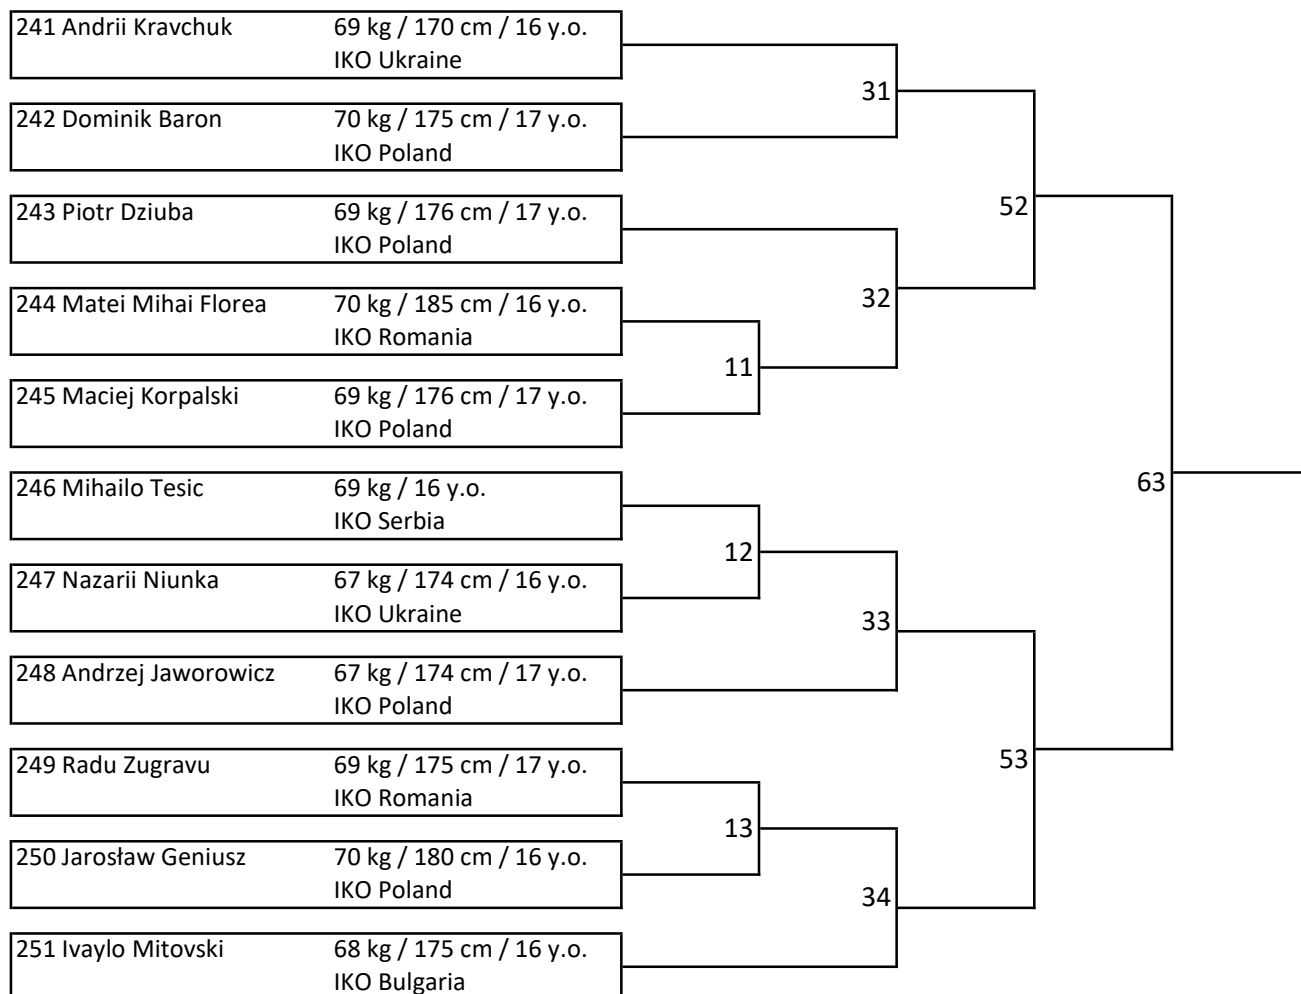 241 Andrii Kravchuk 69 kg / 170 cm / 16 y.o.
IKO Ukraine
31
242 Dominik Baron 70 kg / 175 cm / 17 y.o.
IKO Poland
243 Piotr Dziuba 69 kg / 176 cm / 17 y.o.
52
IKO Poland
244 Matei Mihai Florea 70 kg / 185 cm / 16 y.o.
32
IKO Romania
11
245 Maciej Korpalski 69 kg / 176 cm / 17 y.o.
IKO Poland
246 Mihailo Tesic 69 kg / 16 y.o.
63
IKO Serbia
12
247 Nazarii Niunka 67 kg / 174 cm / 16 y.o.
IKO Ukraine
33
248 Andrzej Jaworowicz 67 kg / 174 cm / 17 y.o.
IKO Poland
249 Radu Zugravu 69 kg / 175 cm / 17 y.o.
53
IKO Romania
13
250 Jarosław Geniusz 70 kg / 180 cm / 16 y.o.
IKO Poland
34
251 Ivaylo Mitovski 68 kg / 175 cm / 16 y.o.
IKO Bulgaria